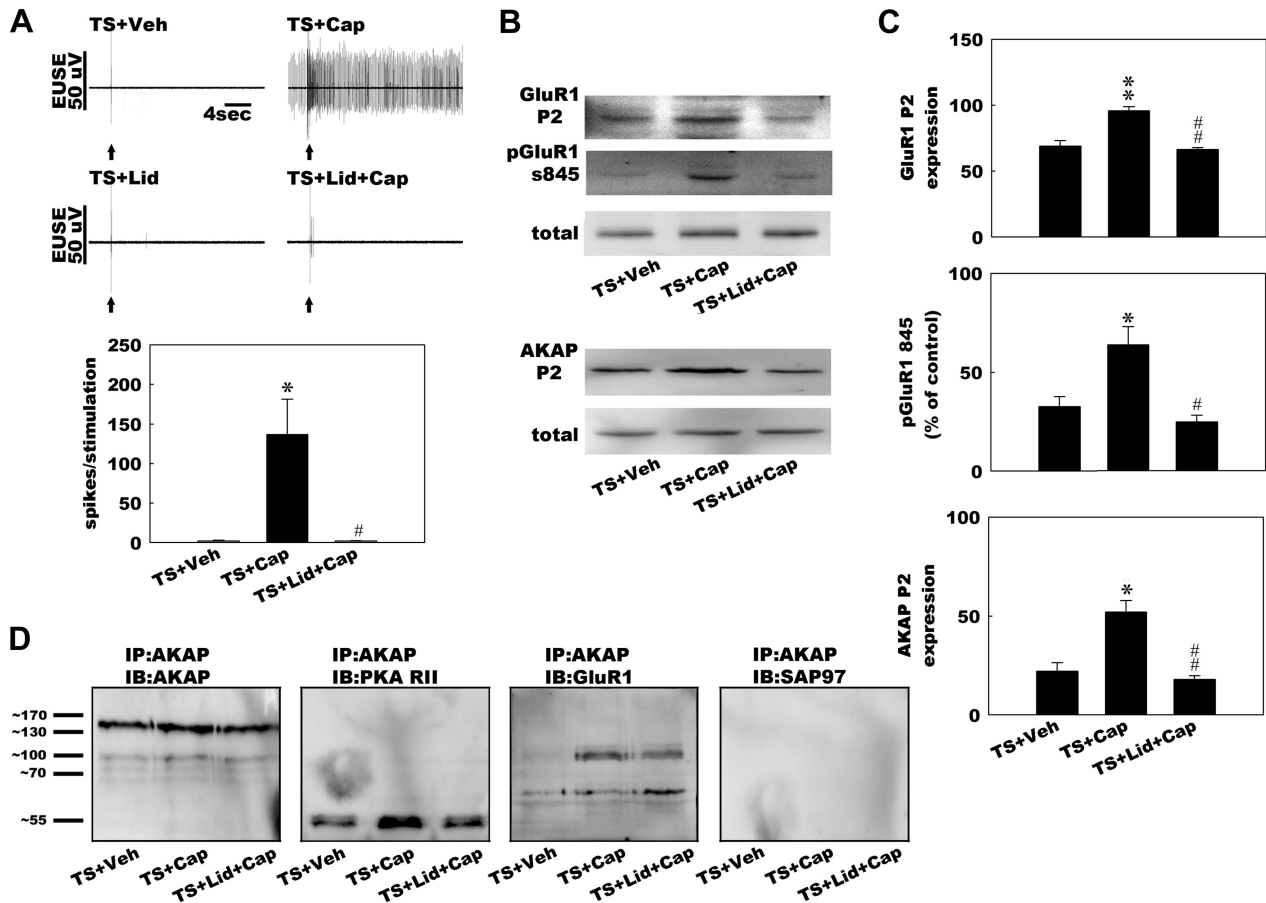 A
TS+Veh
TS+Cap
EUSE
50 uV
4sec
TS+Lid
TS+Lid+Cap
EUSE
50 uV
250
200
150
100
50
0
spikes/stimulation
*
#
TS+Veh
TS+Cap
TS+Lid+Cap
B
GluR1
P2
pGluR1
s845
total
TS+Veh
TS+Cap
TS+Lid+Cap
AKAP
P2
total
TS+Veh
TS+Cap
TS+Lid+Cap
C
150
100
50
0
GluR1 P2
expression
*
*
#
#
100
50
0
pGluR1 845
(% of control)
*
#
100
50
0
AKAP P2
expression
*
#
#
TS+Veh
TS+Cap
TS+Lid+Cap
D
IP:AKAP
IB:AKAP
IP:AKAP
IB:PKA RII
IP:AKAP
IB:GluR1
IP:AKAP
IB:SAP97
~170
~130
~100
~70
~55
TS+Veh
TS+Cap
TS+Lid+Cap
TS+Veh
TS+Cap
TS+Lid+Cap
TS+Veh
TS+Cap
TS+Lid+Cap
TS+Veh
TS+Cap
TS+Lid+Cap